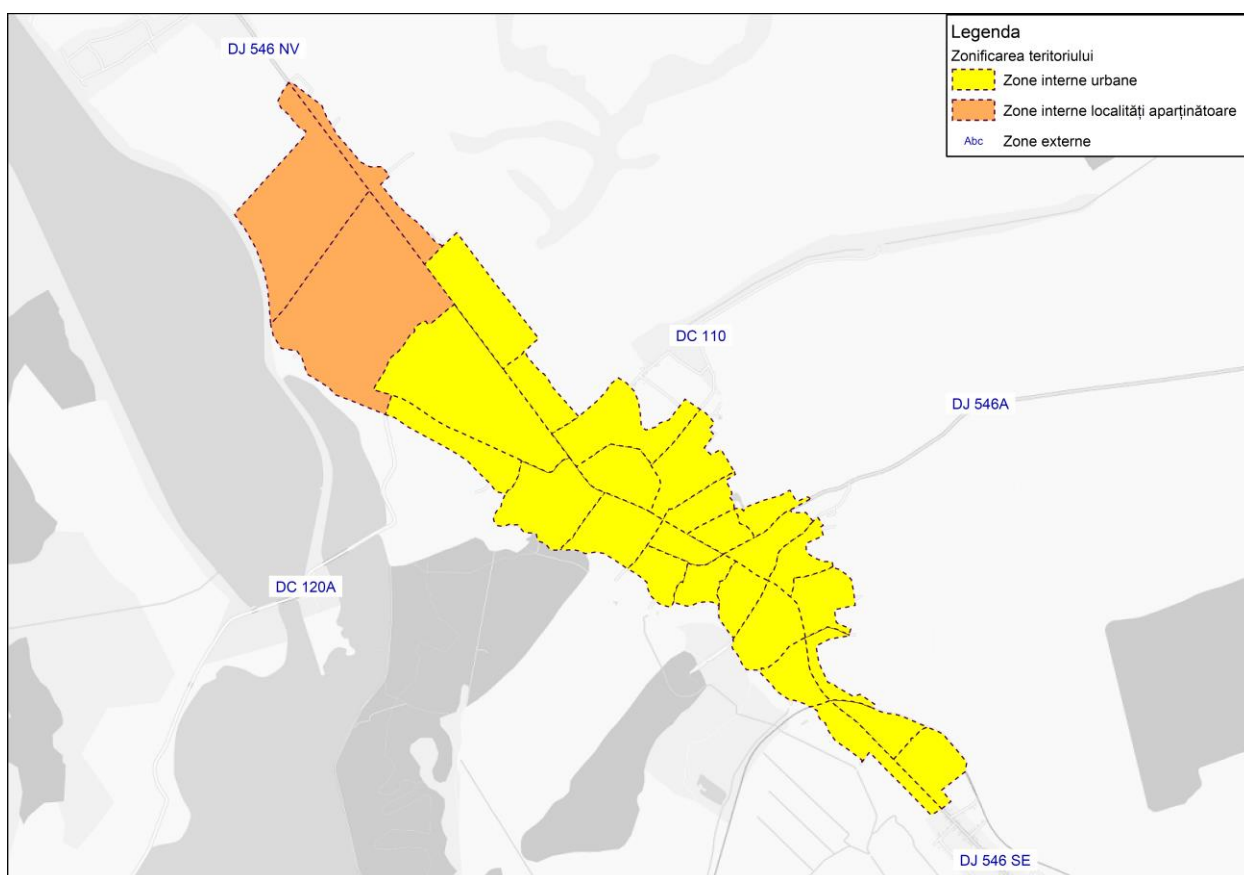 DJ 546 NV
Legenda
Zonificarea teritoriului
Zone interne urbane
Zone interne localități aparținătoare
Abc Zone externe
DC 110
DJ 546A
DC 120A
DJ 546 SE